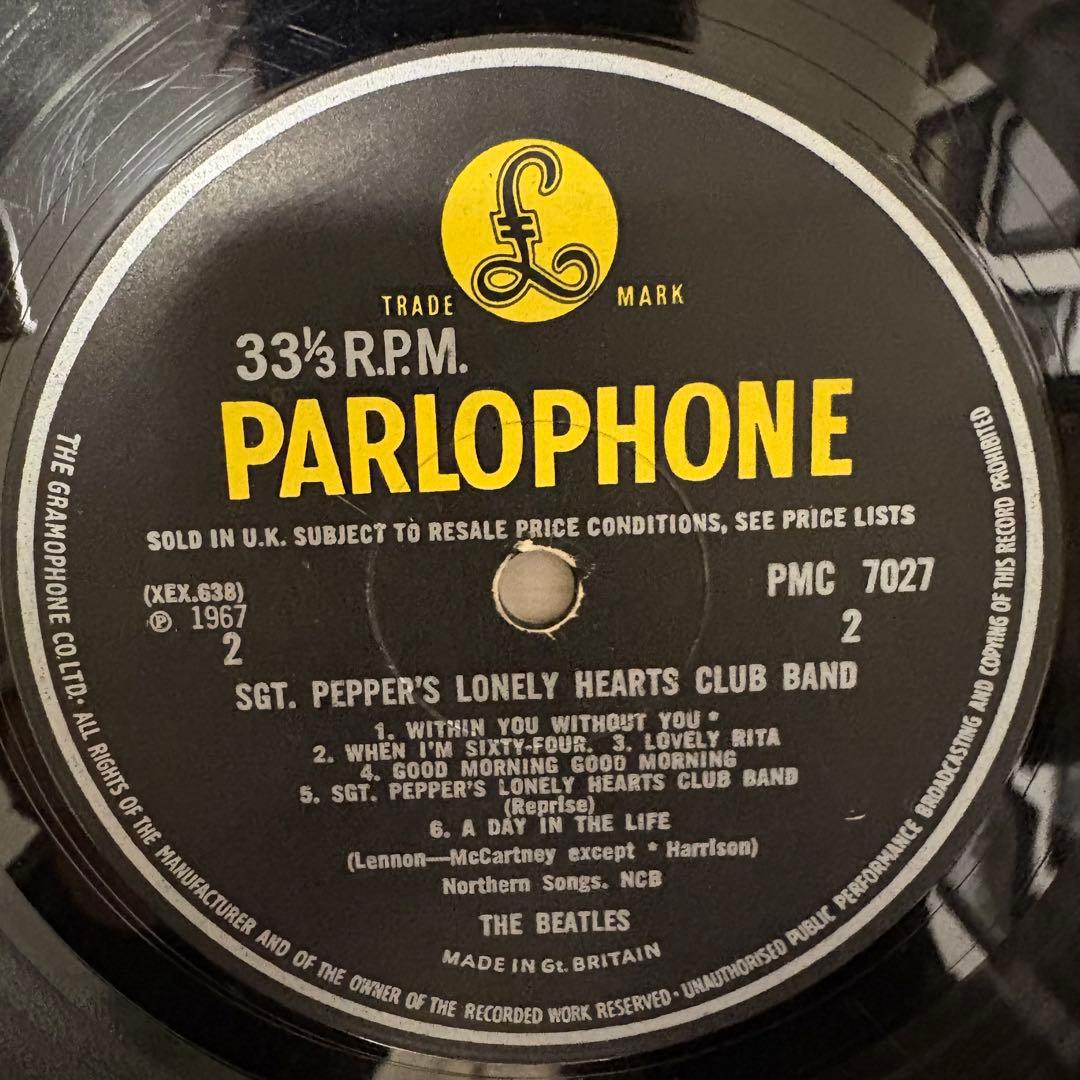 £
TRADE MARK
33⅓ R.P.M.
PARLOPHONE
SOLD IN U.K. SUBJECT TO RESALE PRICE CONDITIONS, SEE PRICE LISTS
(XEX.638)
℗ 1967
2
PMC 7027
2
SGT. PEPPER'S LONELY HEARTS CLUB BAND
1. WITHIN YOU WITHOUT YOU *
2. WHEN I'M SIXTY-FOUR. 3. LOVELY RITA
4. GOOD MORNING GOOD MORNING
5. SGT. PEPPER'S LONELY HEARTS CLUB BAND
(Reprise)
6. A DAY IN THE LIFE
(Lennon—McCartney except * Harrison)
Northern Songs. NCB
THE BEATLES
MADE IN Gt. BRITAIN
THE GRAMOPHONE CO LTD · ALL RIGHTS OF THE MANUFACTURER AND OF THE OWNER OF THE RECORDED WORK RESERVED · UNAUTHORISED PUBLIC PERFORMANCE BROADCASTING AND COPYING OF THIS RECORD PROHIBITED